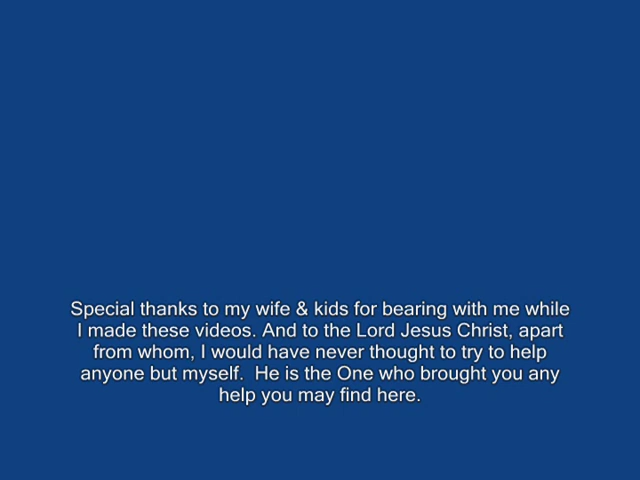 Special thanks to my wife & kids for bearing with me while
I made these videos. And to the Lord Jesus Christ, apart
from whom, I would have never thought to try to help
anyone but myself.  He is the One who brought you any
help you may find here.